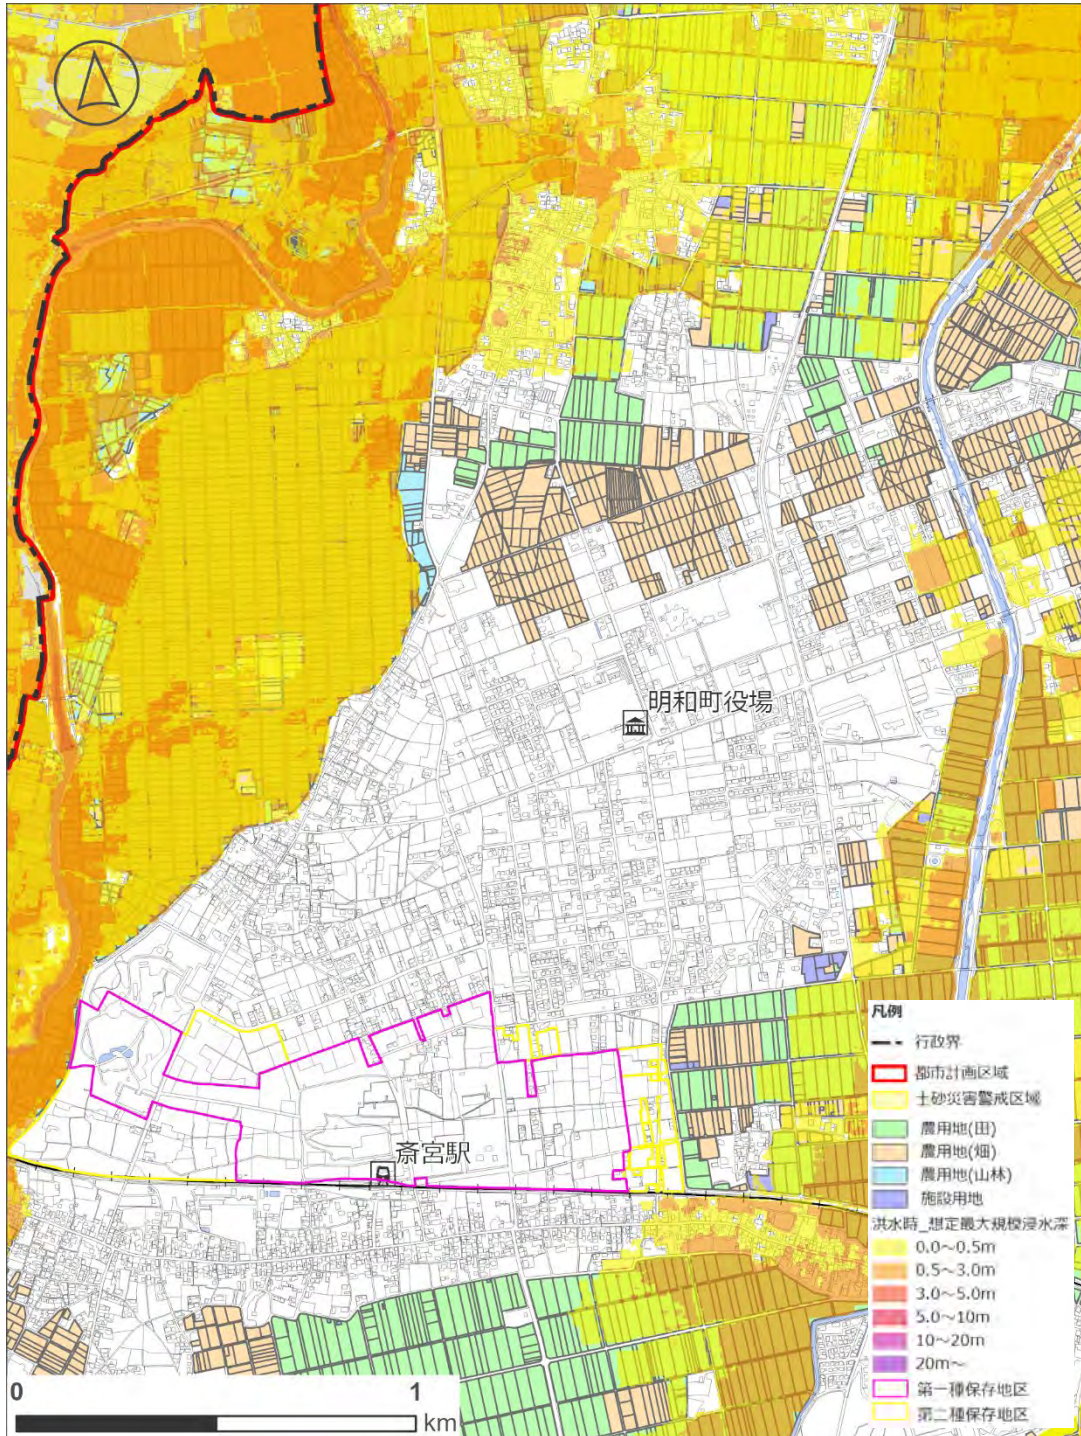 明和町役場
斎宮駅
凡例
行政界
都市計画区域
土砂災害警戒区域
農用地(田)
農用地(畑)
農用地(山林)
施設用地
洪水時_想定最大規模浸水深
0.0～0.5m
0.5～3.0m
3.0～5.0m
5.0～10m
10～20m
20m～
第一種保存地区
第二種保存地区
0 1
km